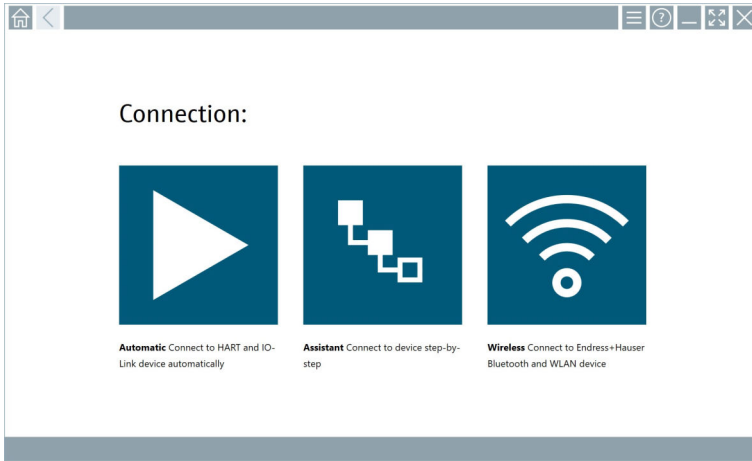 ?
Connection:
Automatic Connect to HART and IO-
Link device automatically
Assistant Connect to device step-by-
step
Wireless Connect to Endress+Hauser
Bluetooth and WLAN device